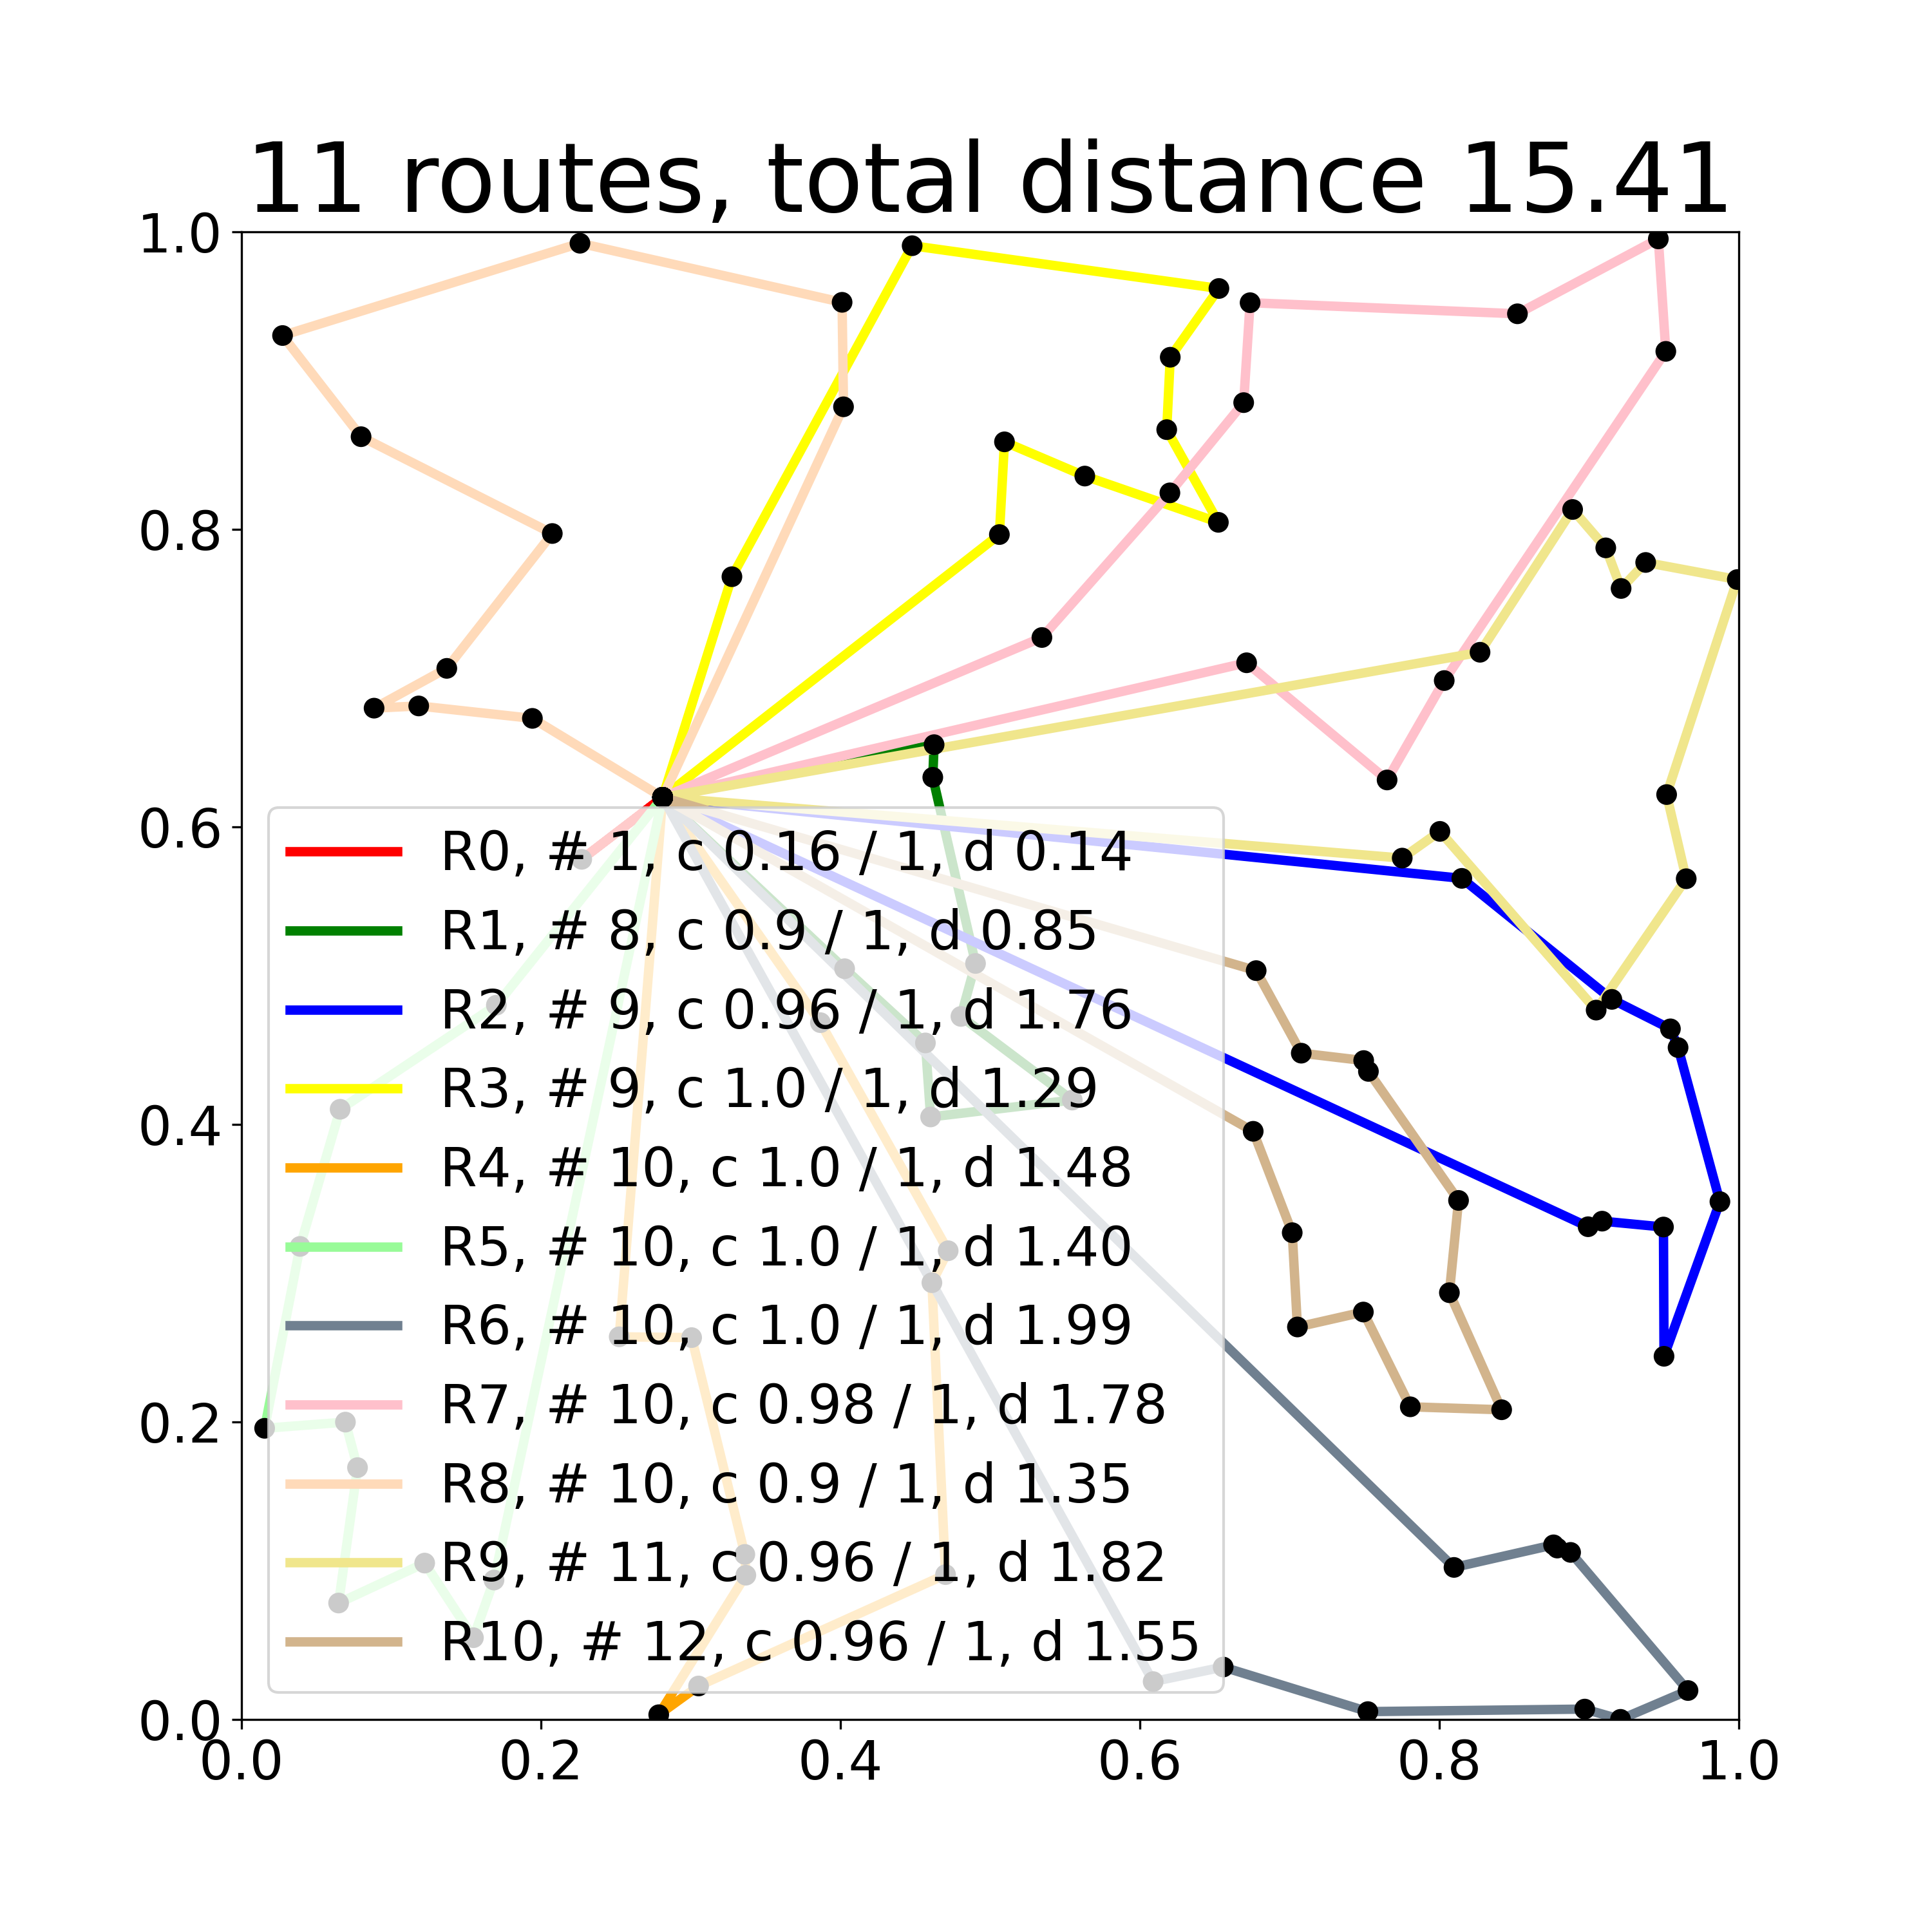 11 routes, total distance 15.41
1.0
0.8
0.6
0.4
0.2
0.0
R0, # 1, c 0.16 / 1, d 0.14
R1, # 8, c 0.9 / 1, d 0.85
R2, # 9, c 0.96 / 1, d 1.76
R3, # 9, c 1.0 / 1, d 1.29
R4, # 10, c 1.0 / 1, d 1.48
R5, # 10, c 1.0 / 1, d 1.40
R6, # 10, c 1.0 / 1, d 1.99
R7, # 10, c 0.98 / 1, d 1.78
R8, # 10, c 0.9 / 1, d 1.35
R9, # 11, c 0.96 / 1, d 1.82
R10, # 12, c 0.96 / 1, d 1.55
0.0 0.2 0.4 0.6 0.8 1.0